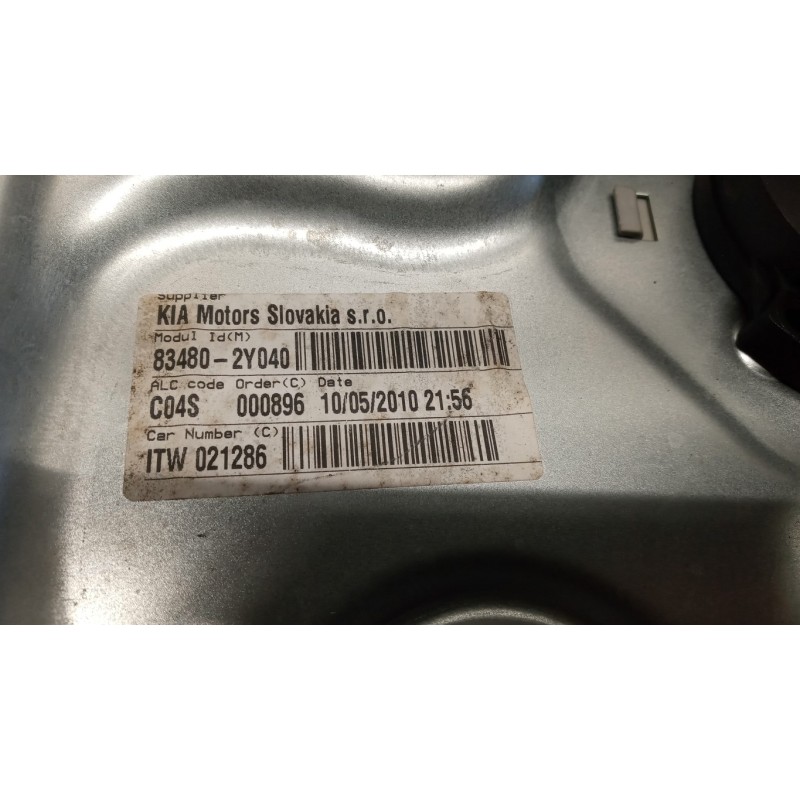 Supplier
KIA Motors Slovakia s.r.o.
Modul Id(M)
83480-2Y040
ALC code Order(C) Date
C04S 000896 10/05/2010 21:56
Car Number (C)
ITW 021286